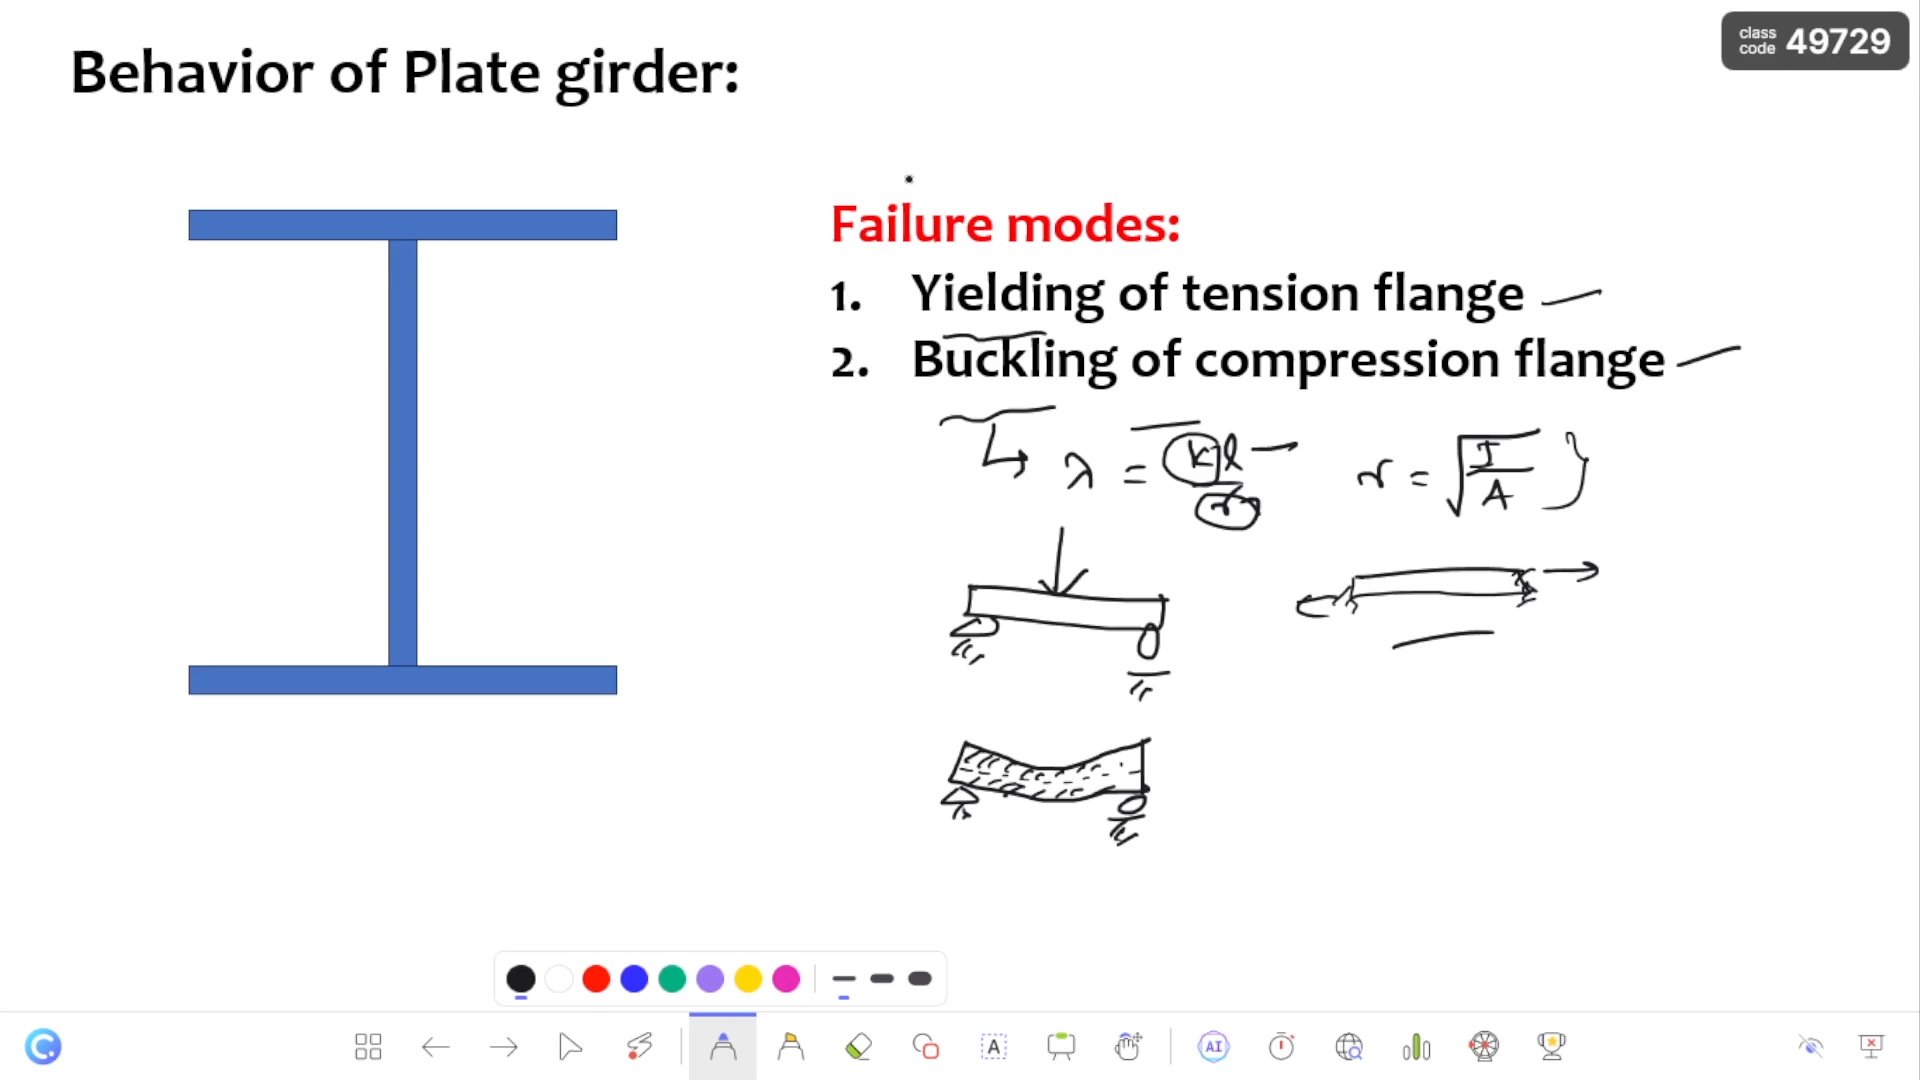 Behavior of Plate girder:
class code 49729
Failure modes:
1. Yielding of tension flange
2. Buckling of compression flange
λ = kl/r
r = √(I/A)
A
AI